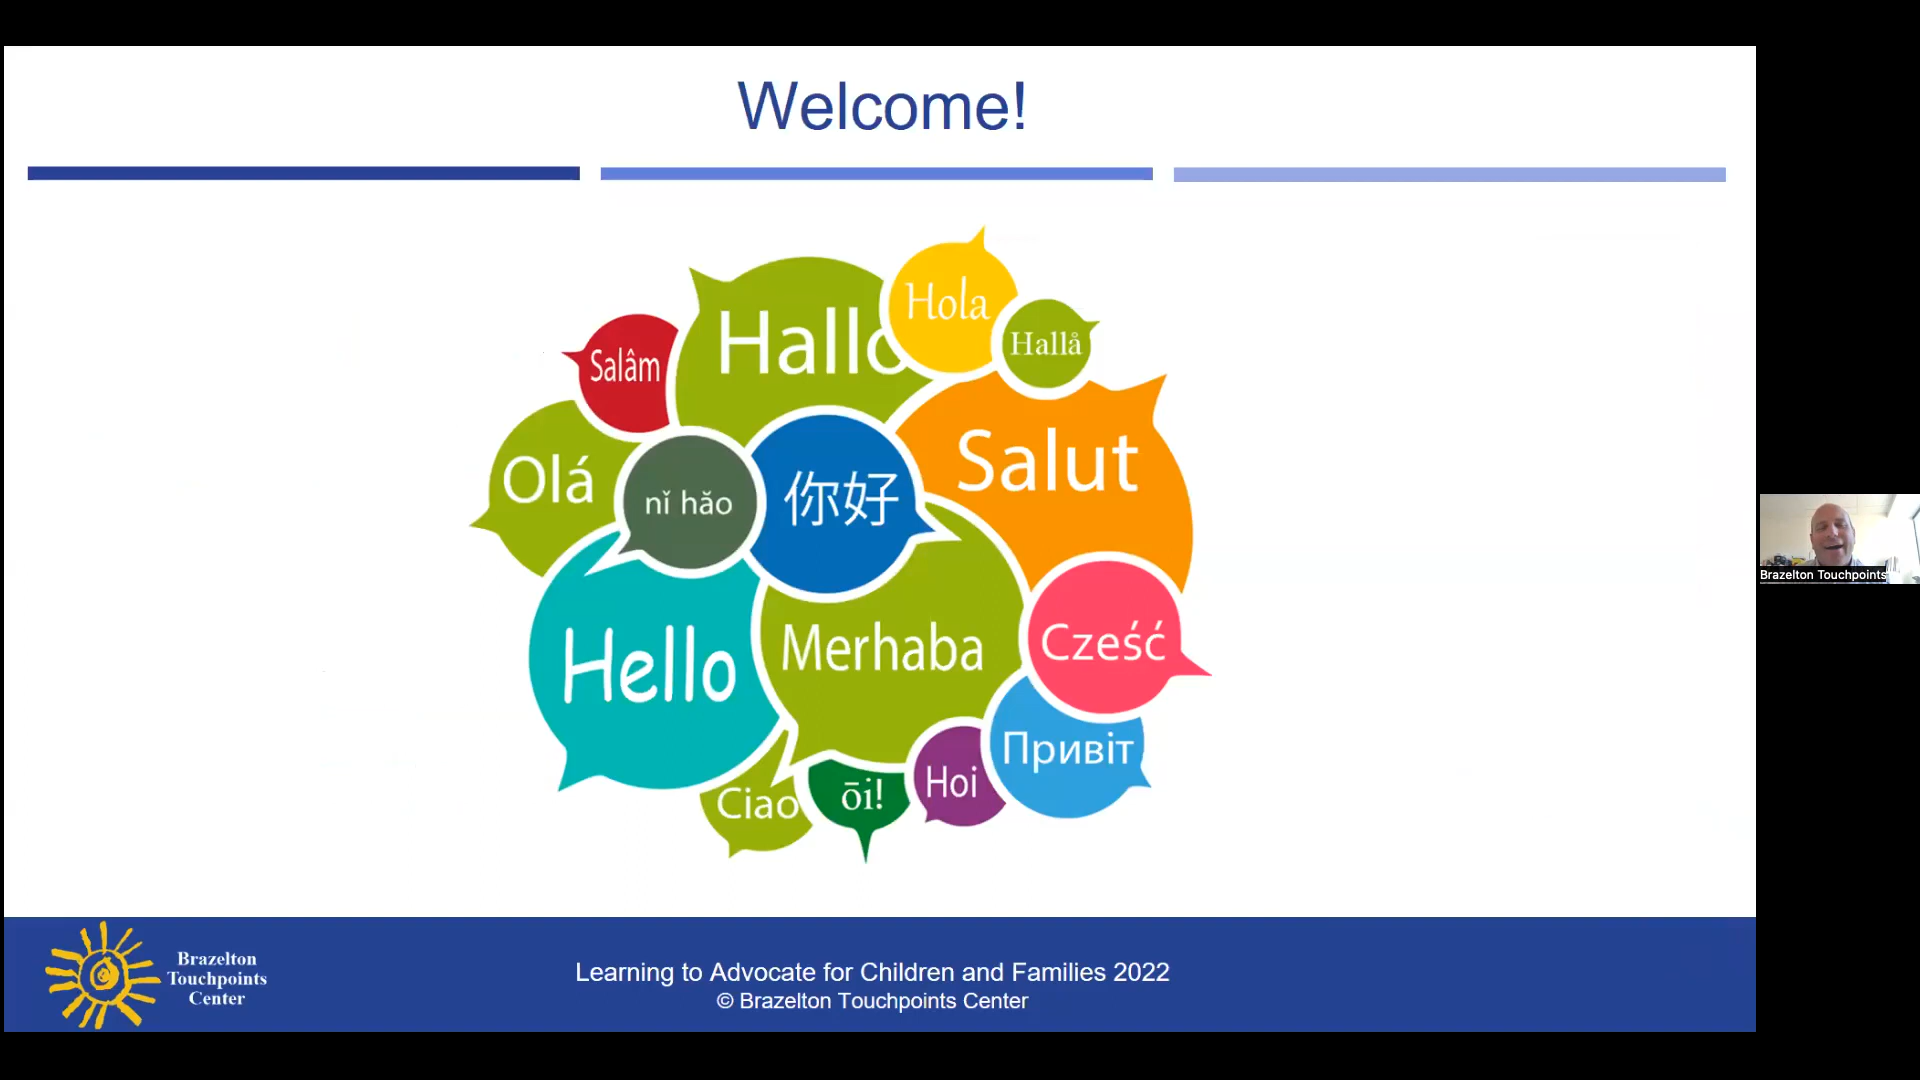 Welcome!
Hola
Hallo
Hallå
Salâm
Salut
Olá
nǐ hăo
你好
Hello
Merhaba
Cześć
Привіт
Hoi
ōi!
Ciao
Brazelton Touchpoints
Brazelton
Touchpoints
Center
Learning to Advocate for Children and Families 2022
© Brazelton Touchpoints Center